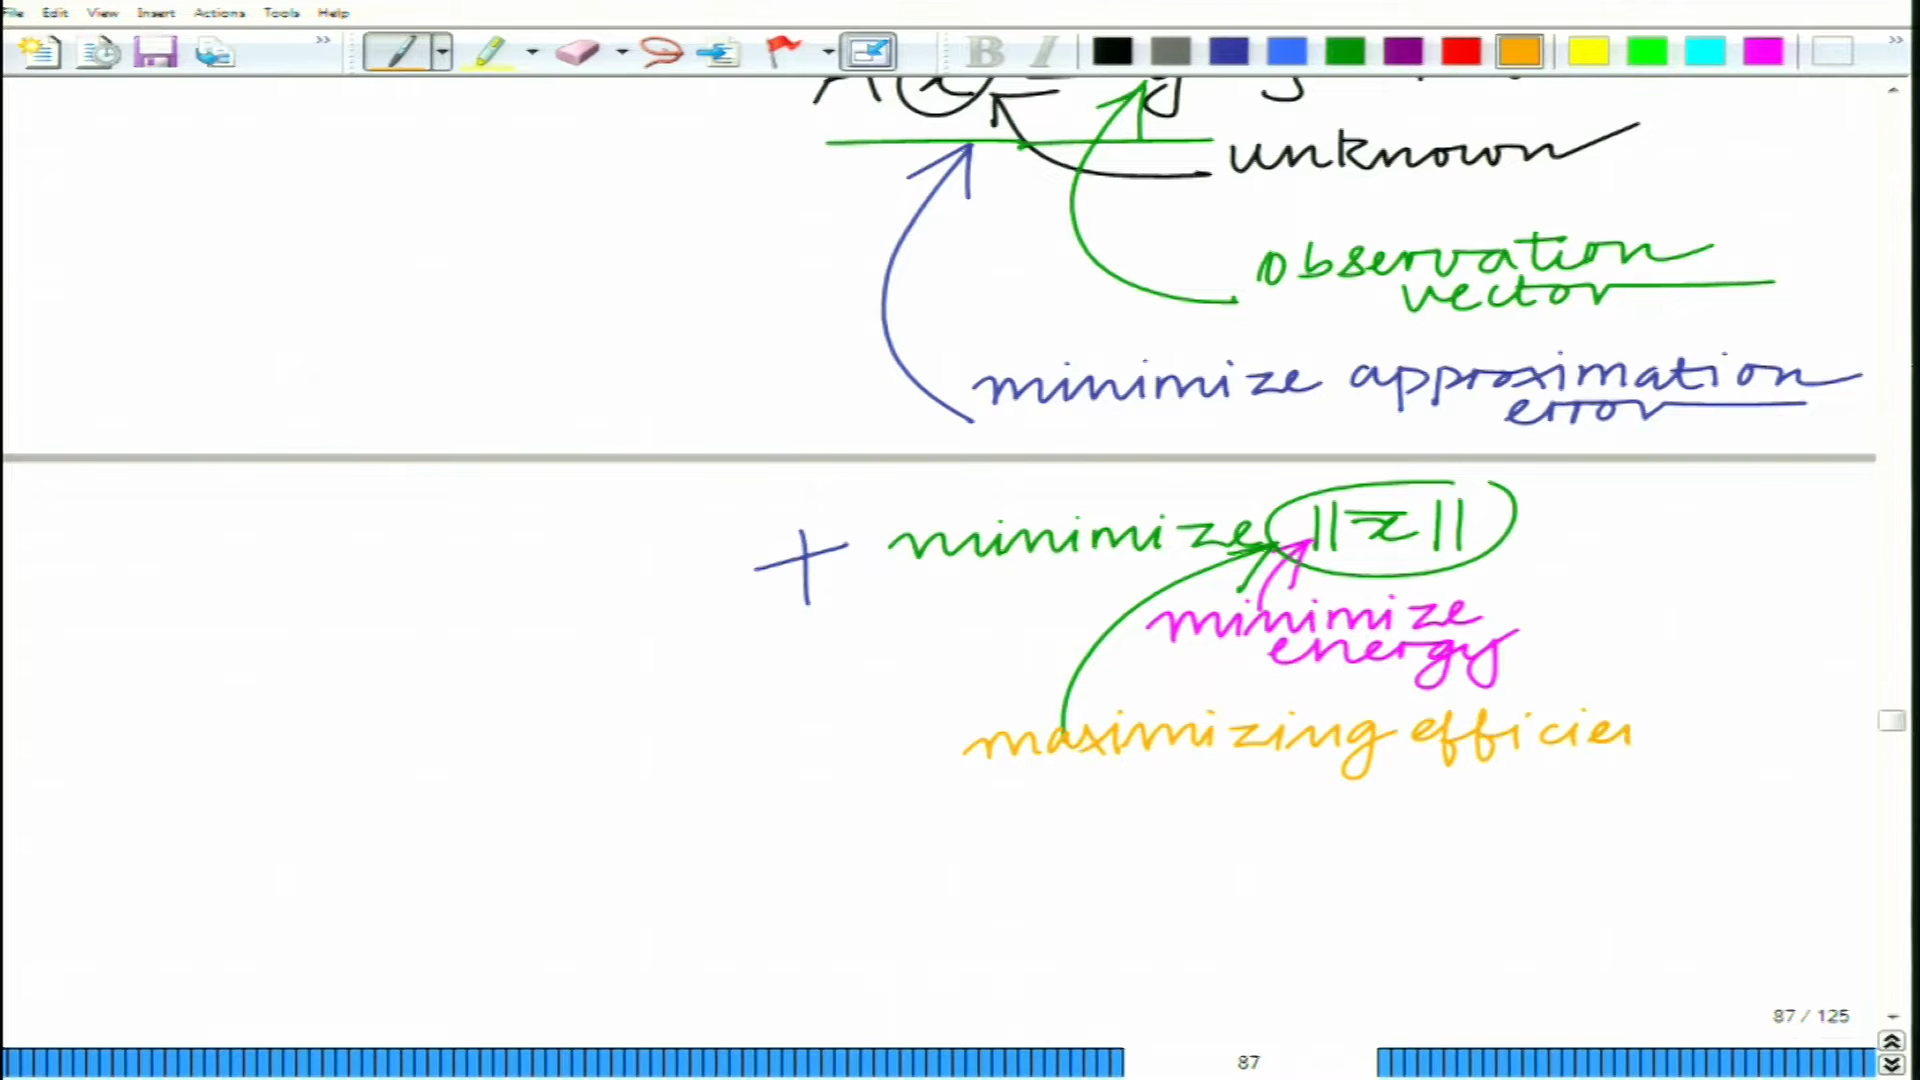 File Edit View Insert Actions Tools Help
B I
unknown
observation
vector
minimize approximation
error
+ minimize ||x̄||
minimize
energy
maximizing efficien
87 / 125
87